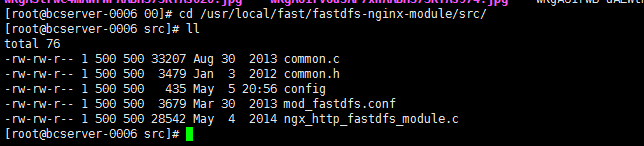 [root@bcserver-0006 00]# cd /usr/local/fast/fastdfs-nginx-module/src/
[root@bcserver-0006 src]# ll
total 76
-rw-rw-r-- 1 500 500 33207 Aug 30  2013 common.c
-rw-rw-r-- 1 500 500  3479 Jan  3  2012 common.h
-rw-rw-r-- 1 500 500   435 May  5 20:56 config
-rw-rw-r-- 1 500 500  3679 Mar 30  2013 mod_fastdfs.conf
-rw-rw-r-- 1 500 500 28542 May  4  2014 ngx_http_fastdfs_module.c
[root@bcserver-0006 src]#